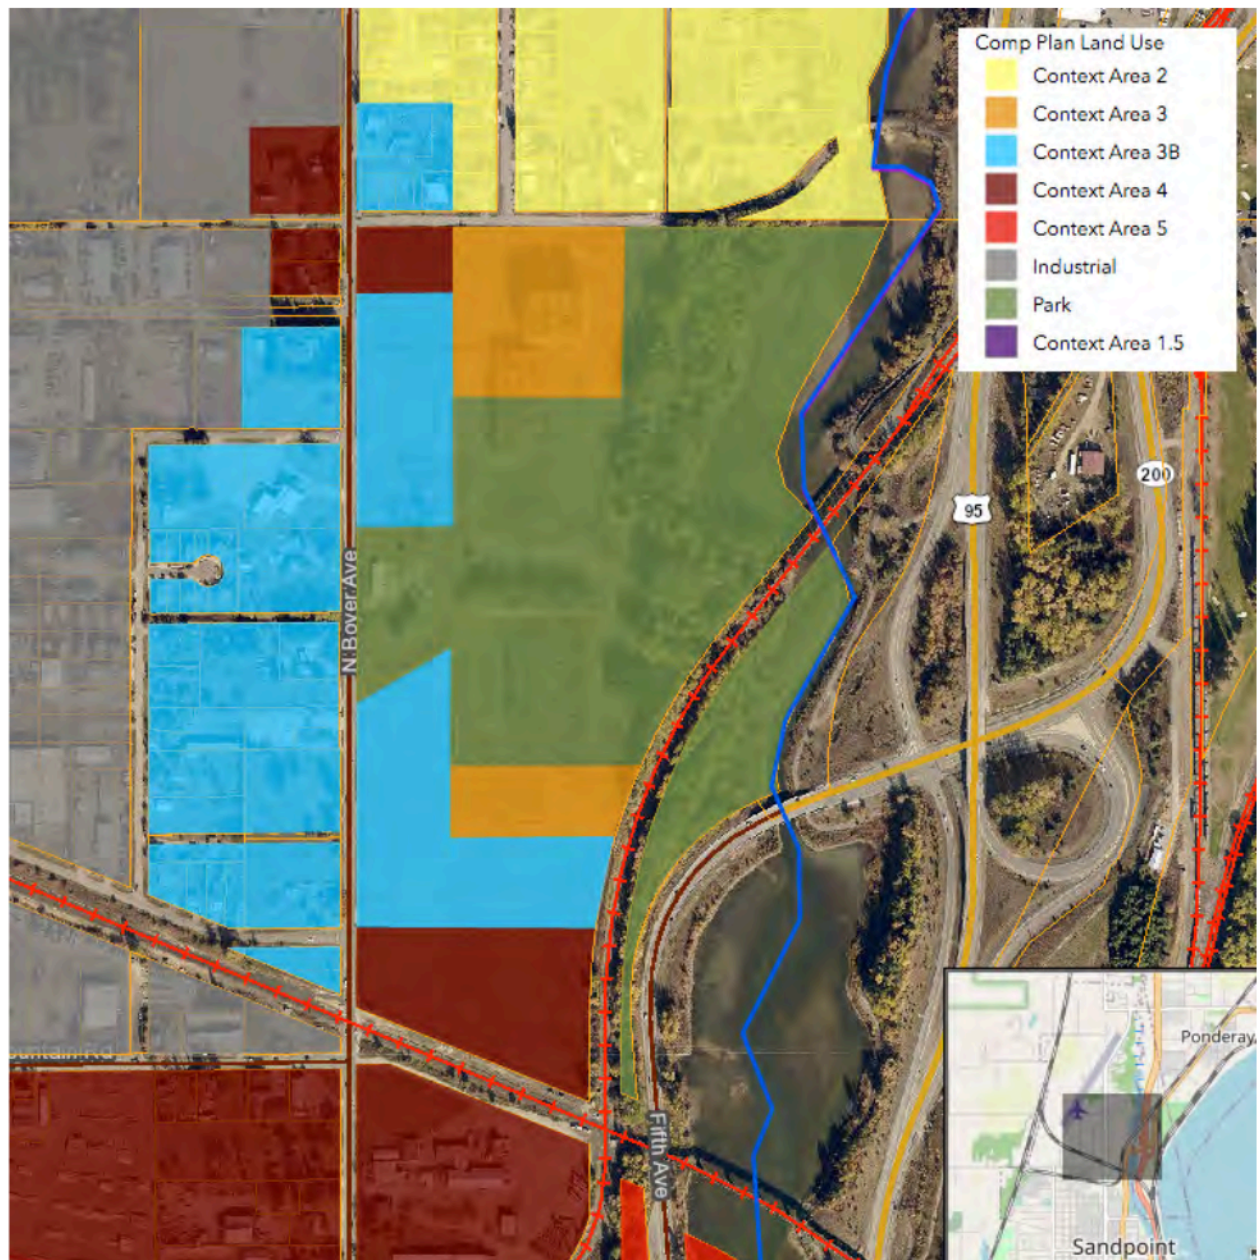 Comp Plan Land Use
Context Area 2
Context Area 3
Context Area 3B
Context Area 4
Context Area 5
Industrial
Park
Context Area 1.5
200
95
N Boyer Ave
Ponderay
Fifth Ave
Sandpoint